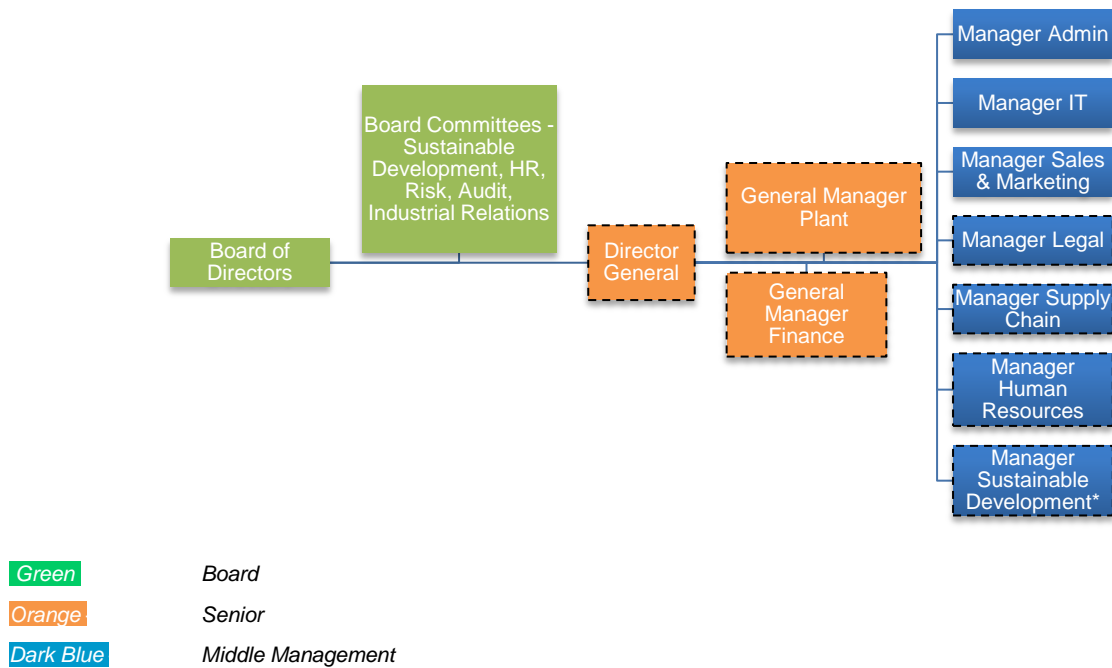 Board of
Directors
Board Committees -
Sustainable
Development, HR,
Risk, Audit,
Industrial Relations
Director
General
General Manager
Plant
General
Manager
Finance
Manager Admin
Manager IT
Manager Sales
& Marketing
Manager Legal
Manager Supply
Chain
Manager
Human
Resources
Manager
Sustainable
Development*
Green
Board
Orange
Senior
Dark Blue
Middle Management